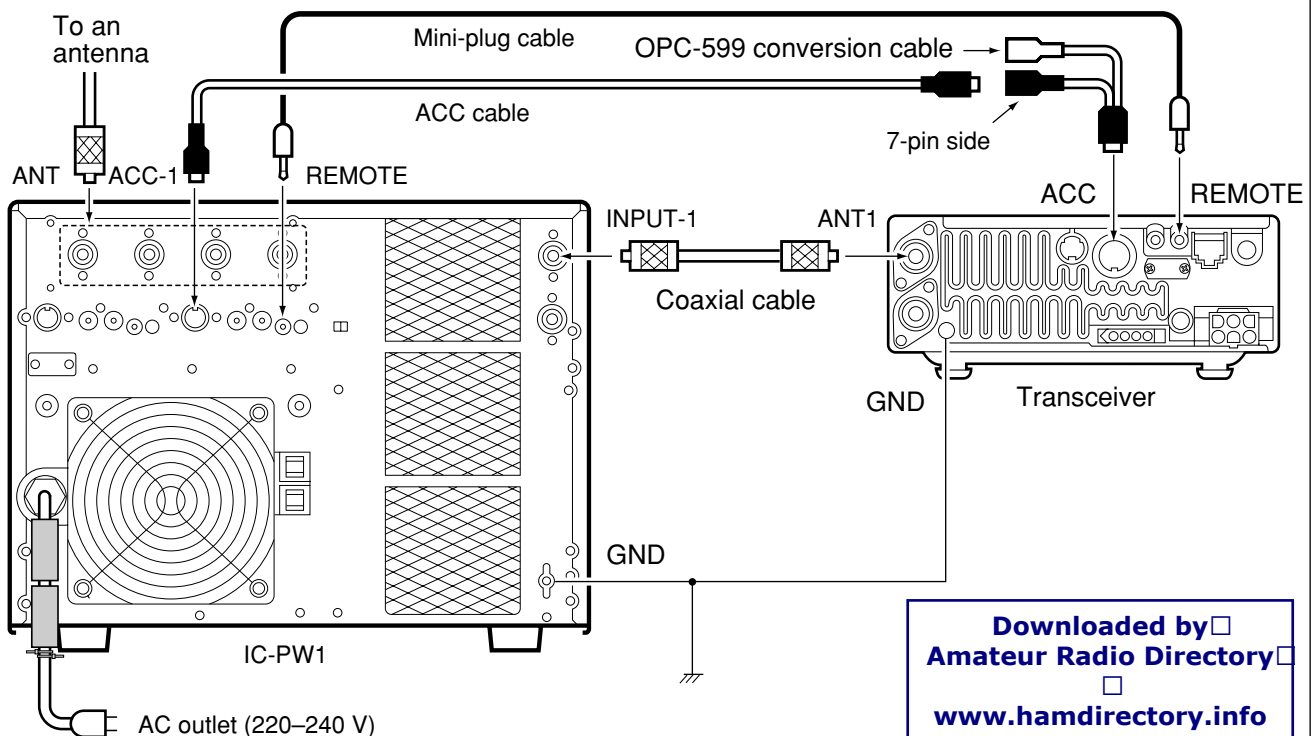 To an
antenna
Mini-plug cable
OPC-599 conversion cable
ACC cable
7-pin side
ANT
ACC-1
REMOTE
ACC
REMOTE
INPUT-1
ANT1
Coaxial cable
GND
Transceiver
GND
IC-PW1
AC outlet (220–240 V)
Downloaded by□
Amateur Radio Directory□
□
www.hamdirectory.info